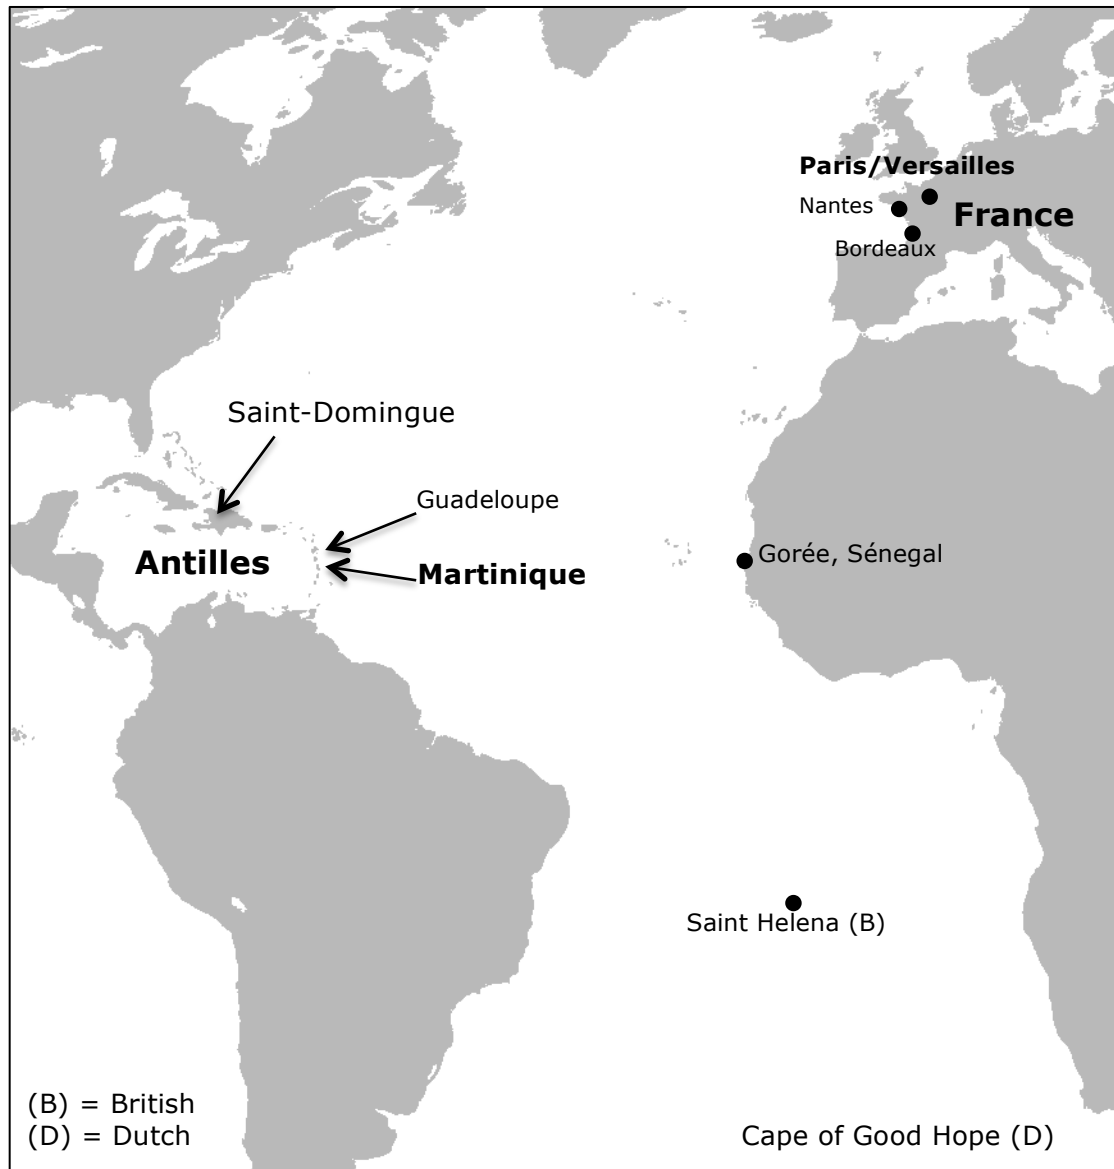 Paris/Versailles
Nantes
France
Bordeaux
Saint-Domingue
Guadeloupe
Antilles
Martinique
Gorée, Sénegal
Saint Helena (B)
(B) = British
(D) = Dutch
Cape of Good Hope (D)